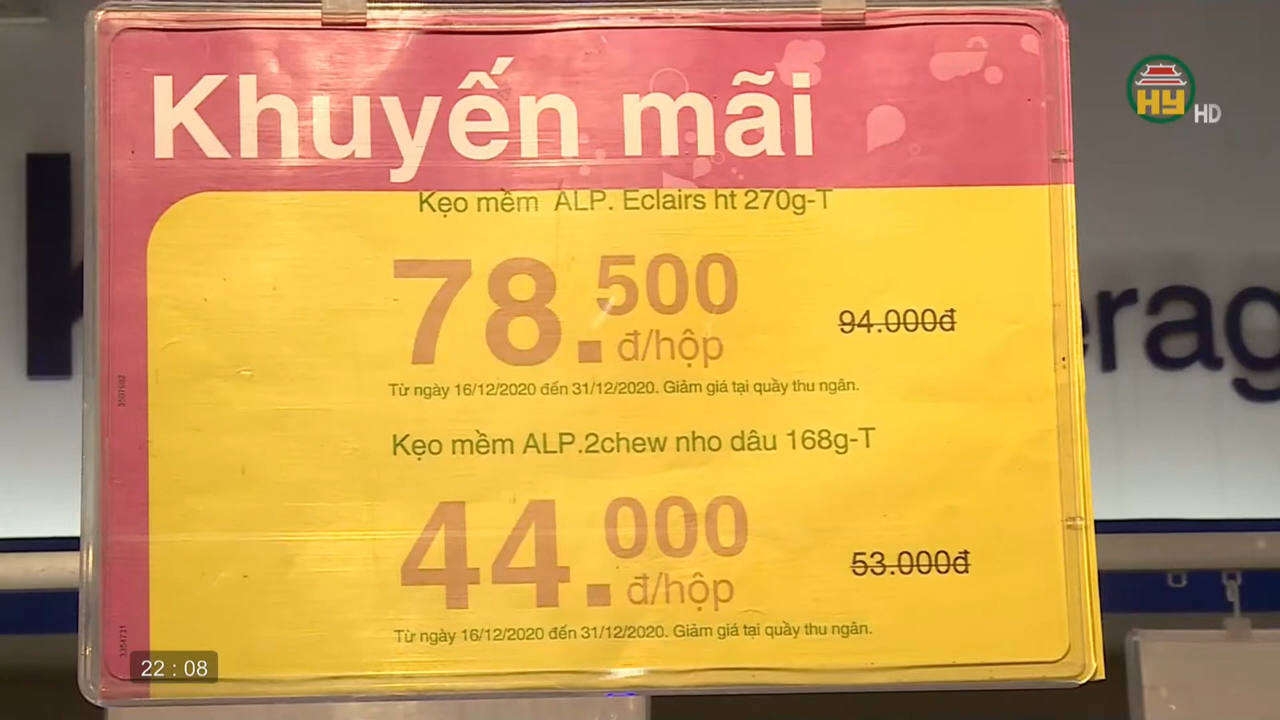 Khuyến mãi
HY HD
Kẹo mềm ALP. Eclairs ht 270g-T
78.500
đ/hộp
94.000đ
Từ ngày 16/12/2020 đến 31/12/2020. Giảm giá tại quầy thu ngân.
Kẹo mềm ALP.2chew nho dâu 168g-T
44.000
đ/hộp
53.000đ
Từ ngày 16/12/2020 đến 31/12/2020. Giảm giá tại quầy thu ngân.
22 : 08